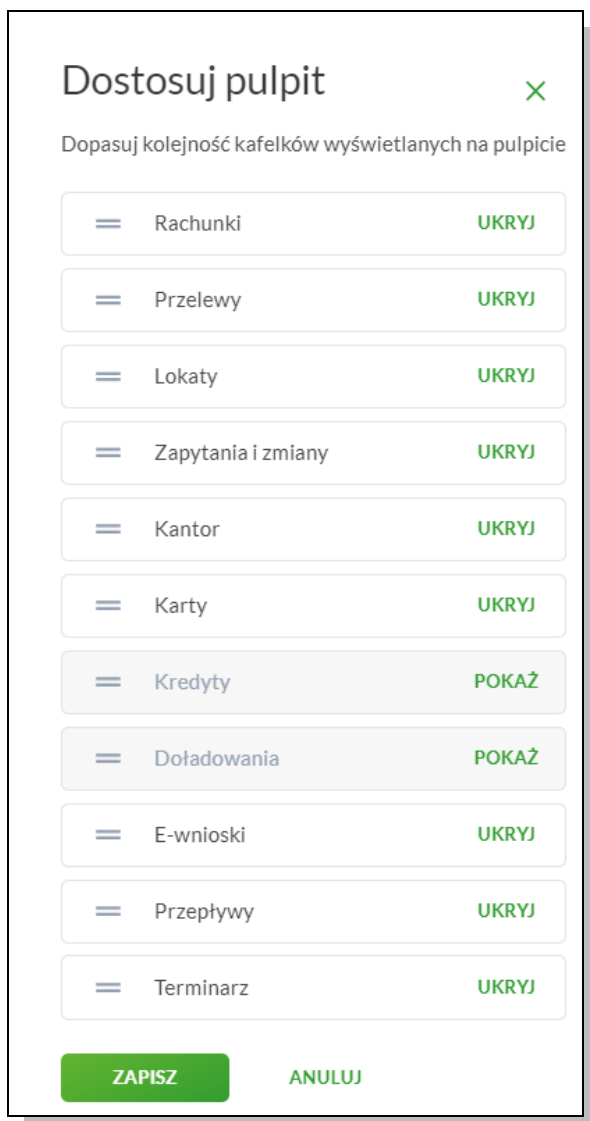 Dostosuj pulpit
Dopasuj kolejność kafelków wyświetlanych na pulpicie
Rachunki UKRYJ
Przelewy UKRYJ
Lokaty UKRYJ
Zapytania i zmiany UKRYJ
Kantor UKRYJ
Karty UKRYJ
Kredyty POKAŻ
Doładowania POKAŻ
E-wnioski UKRYJ
Przepływy UKRYJ
Terminarz UKRYJ
ZAPISZ ANULUJ